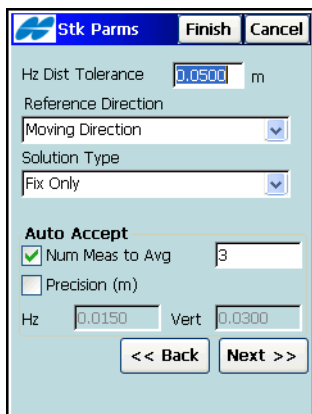 Stk Parms Finish Cancel
Hz Dist Tolerance 0.0500 m
Reference Direction
Moving Direction
Solution Type
Fix Only
Auto Accept
Num Meas to Avg 3
Precision (m)
Hz 0.0150 Vert 0.0300
<< Back Next >>